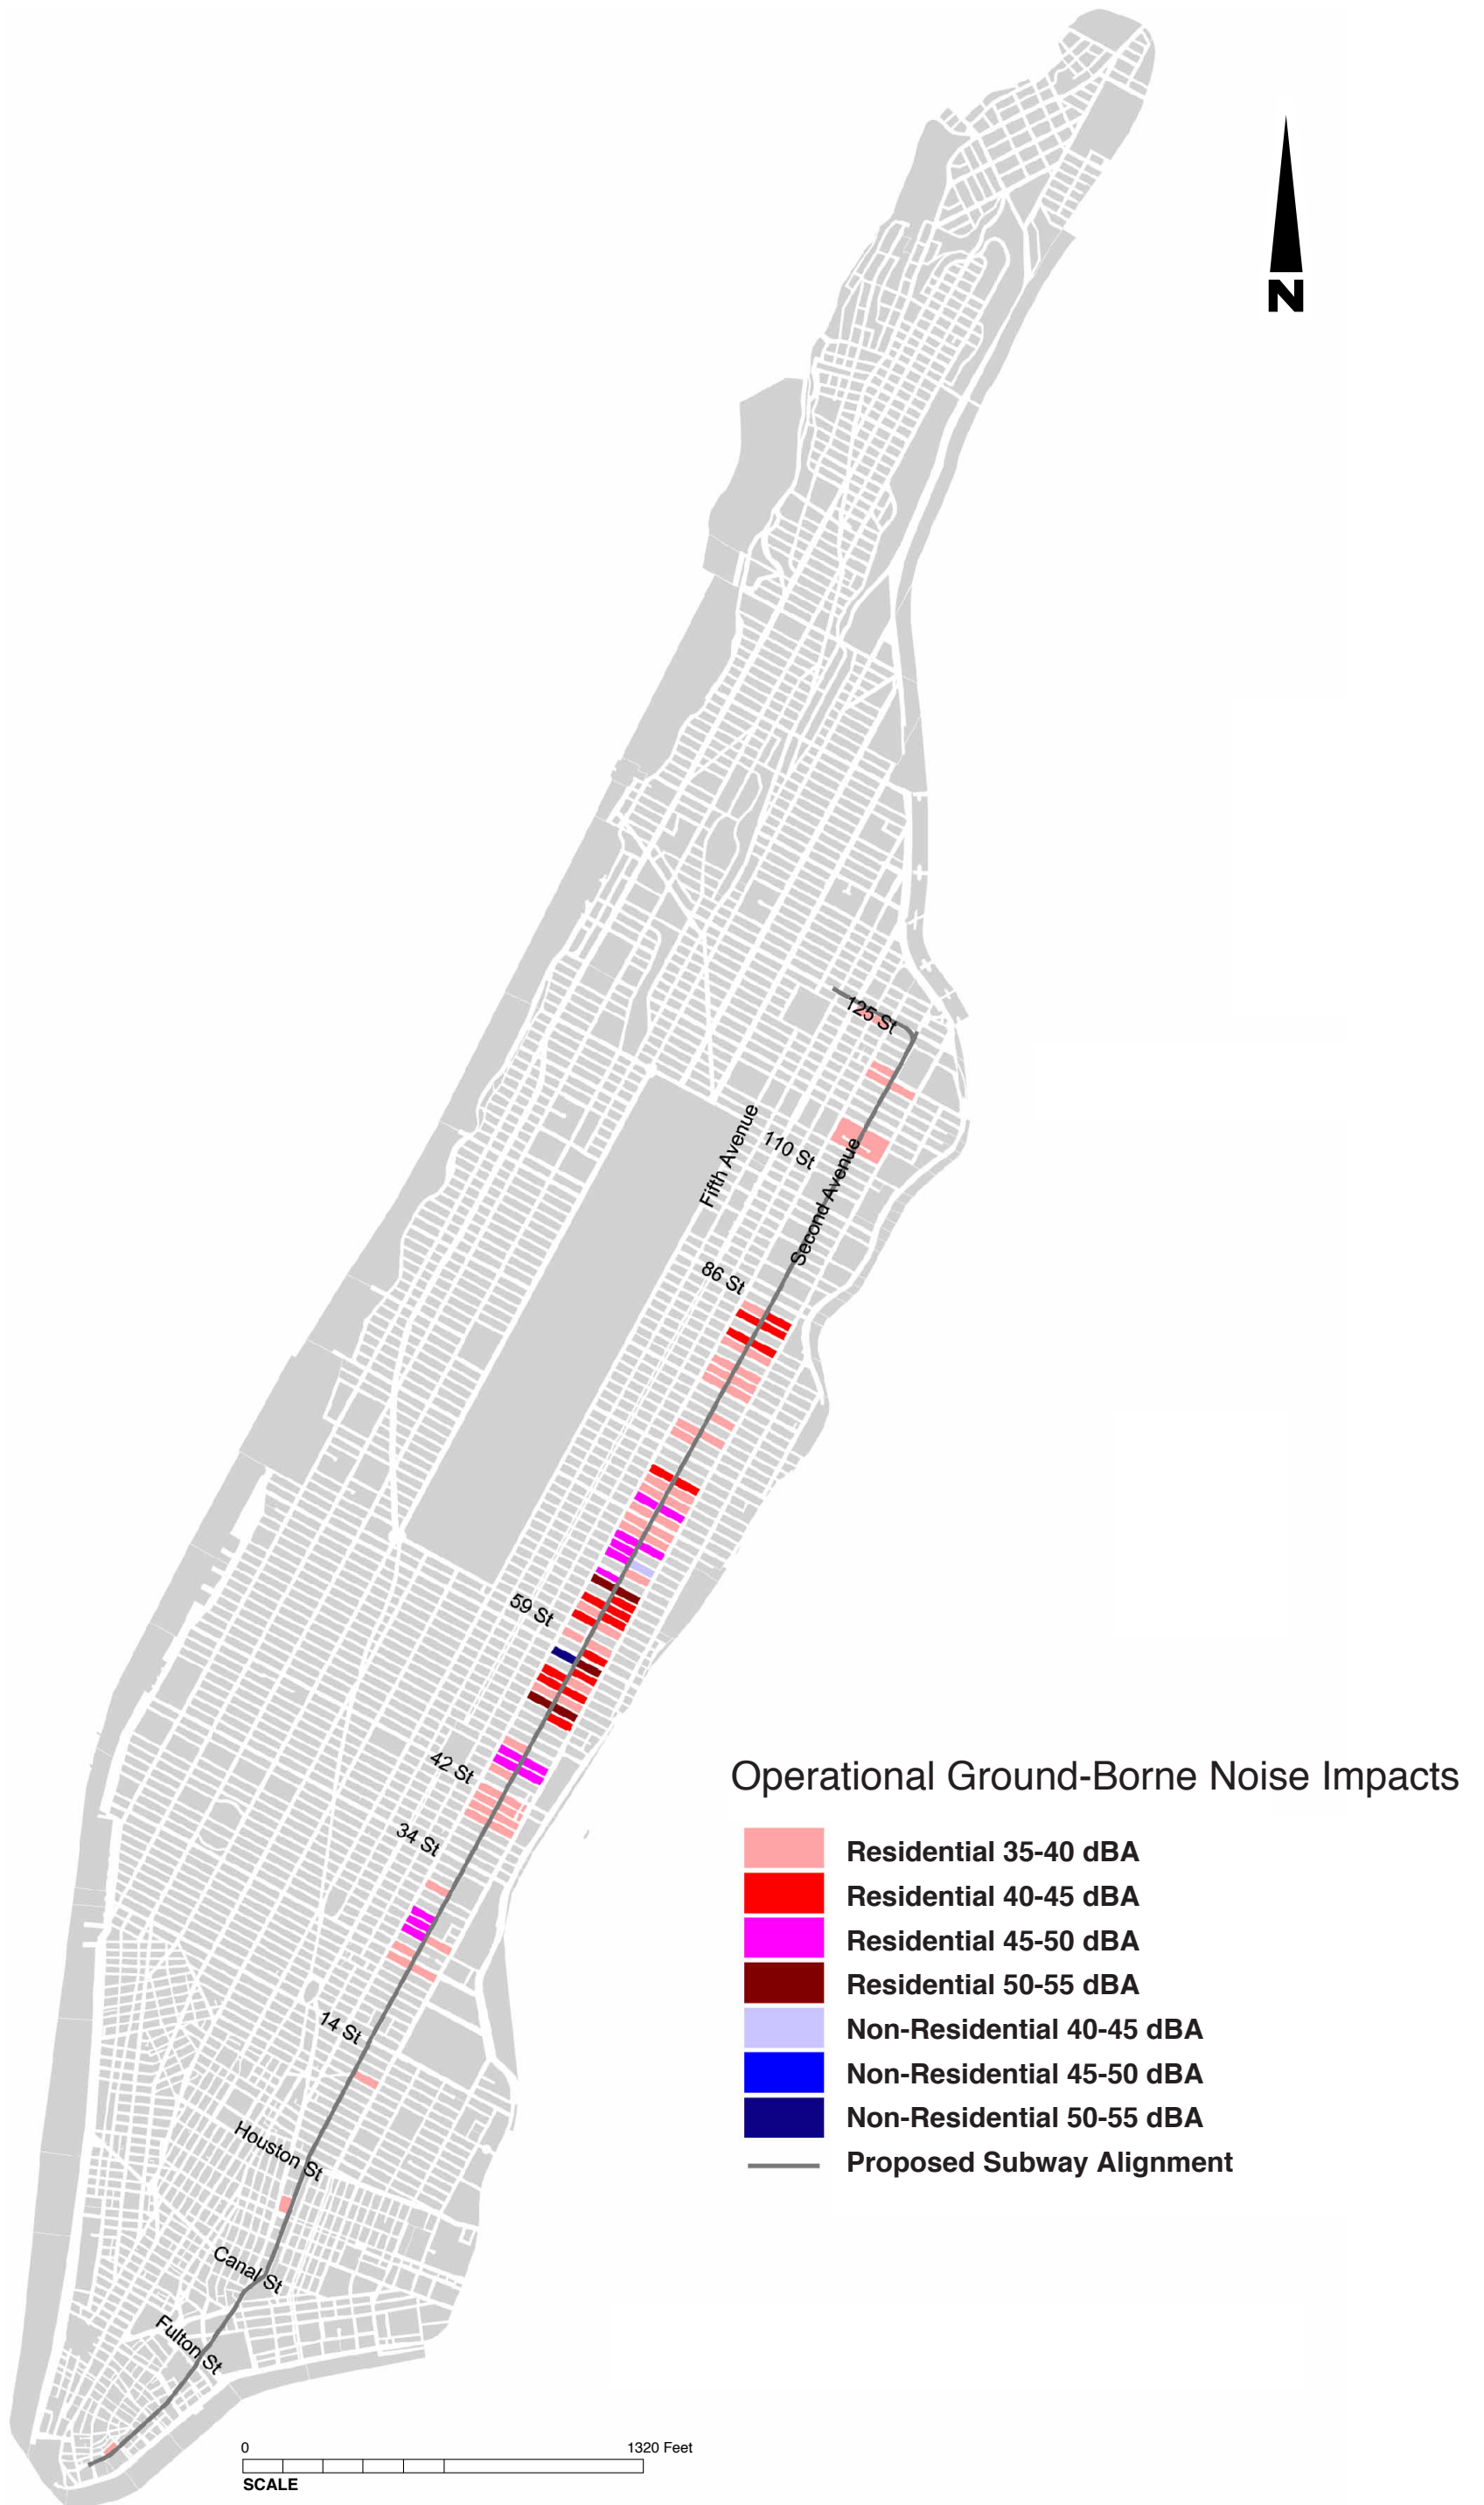 N
125 St
110 St
Fifth Avenue
Second Avenue
86 St
59 St
42 St
34 St
14 St
Houston St
Canal St
Fulton St
Operational Ground-Borne Noise Impacts
Residential 35-40 dBA
Residential 40-45 dBA
Residential 45-50 dBA
Residential 50-55 dBA
Non-Residential 40-45 dBA
Non-Residential 45-50 dBA
Non-Residential 50-55 dBA
Proposed Subway Alignment
0 1320 Feet
SCALE